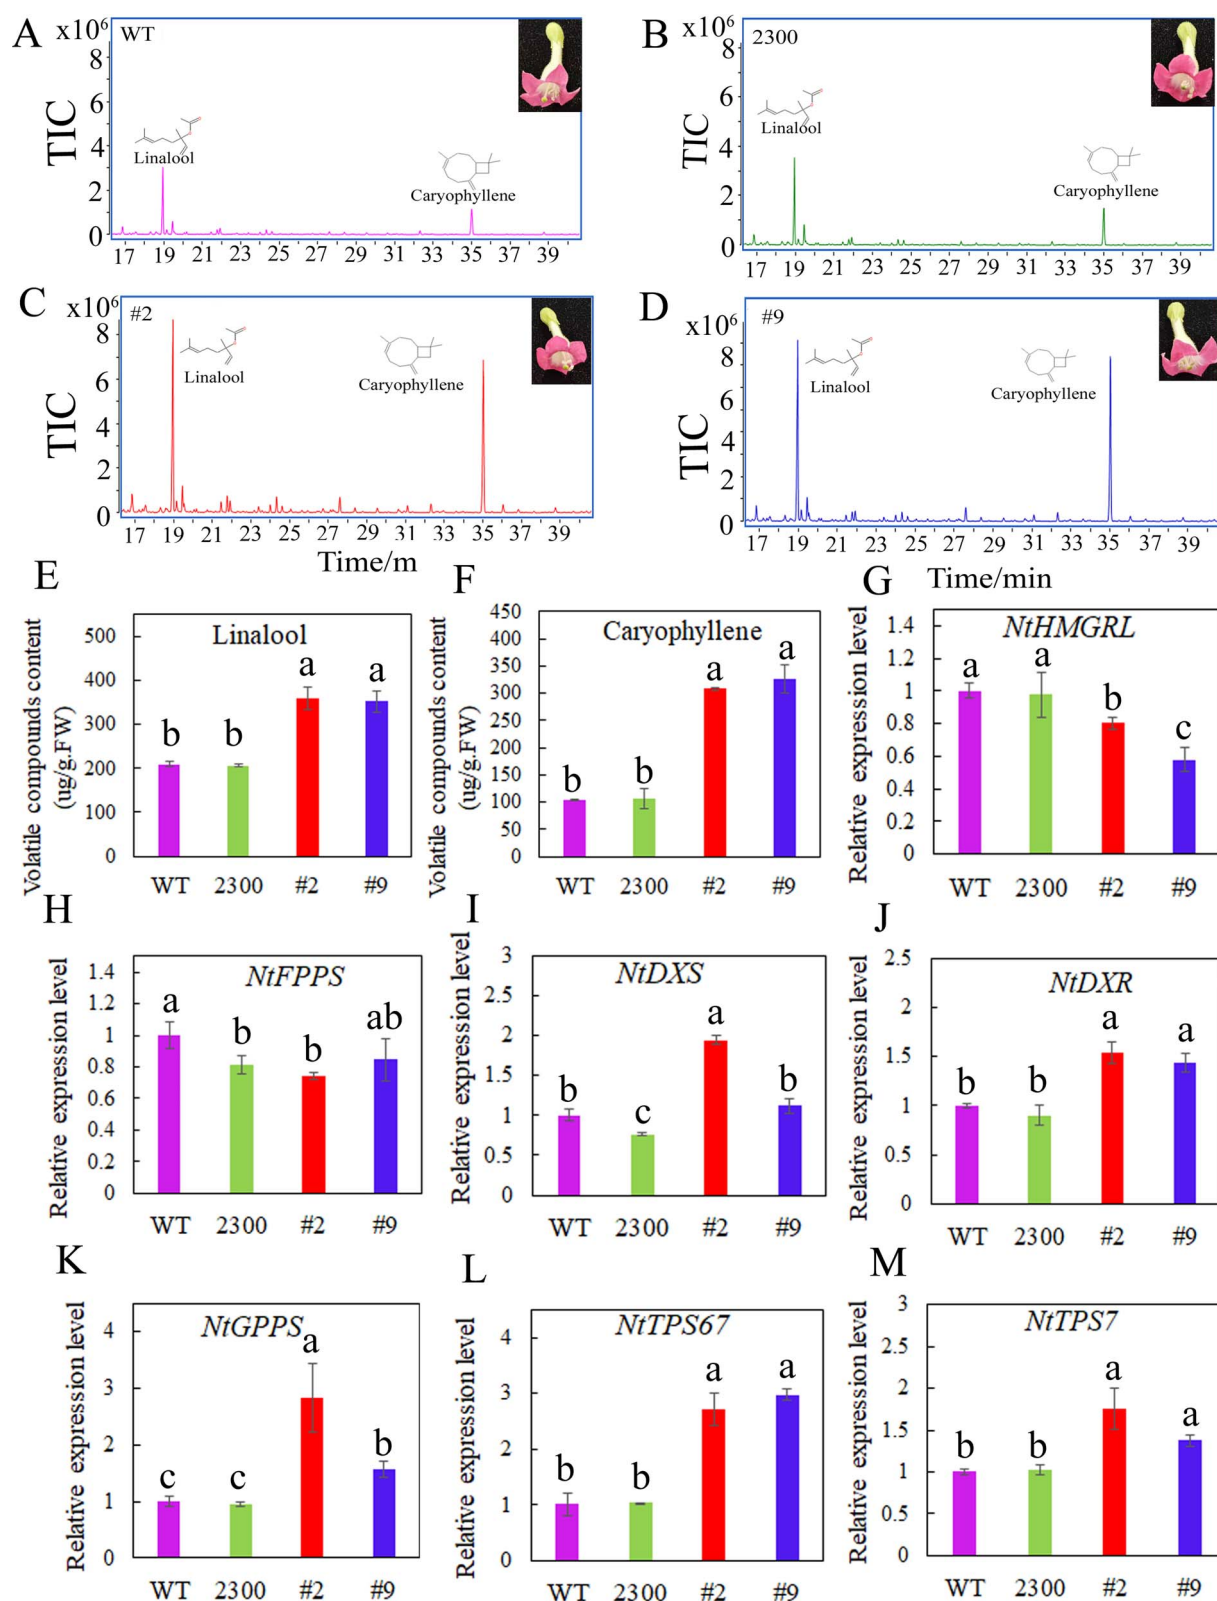 A
x10⁶
WT
8
6
4
2
0
TIC
Linalool
Caryophyllene
17 19 21 23 25 27 29 31 33 35 37 39
B
x10⁶
2300
8
6
4
2
0
TIC
Linalool
Caryophyllene
17 19 21 23 25 27 29 31 33 35 37 39
C
x10⁶
#2
8
6
4
2
0
TIC
Linalool
Caryophyllene
17 19 21 23 25 27 29 31 33 35 37 39
Time/m
D
x10⁶
#9
8
6
4
2
0
TIC
Linalool
Caryophyllene
17 19 21 23 25 27 29 31 33 35 37 39
Time/min
E
Linalool
Volatile compounds content
(ug/g.FW)
500
400
300
200
100
0
b b a a
WT 2300 #2 #9
F
Caryophyllene
Volatile compounds content
(ug/g.FW)
450
400
350
300
250
200
150
100
50
0
b b a a
WT 2300 #2 #9
G
NtHMGRL
Relative expression level
1.4
1.2
1
0.8
0.6
0.4
0.2
0
a a b c
WT 2300 #2 #9
H
NtFPPS
Relative expression level
1.4
1.2
1
0.8
0.6
0.4
0.2
0
a b b ab
WT 2300 #2 #9
I
NtDXS
Relative expression level
3
2.5
2
1.5
1
0.5
0
b c a b
WT 2300 #2 #9
J
NtDXR
Relative expression level
2.5
2
1.5
1
0.5
0
b b a a
WT 2300 #2 #9
K
NtGPPS
Relative expression level
4
3
2
1
0
c c a b
WT 2300 #2 #9
L
NtTPS67
Relative expression level
4
3
2
1
0
b b a a
WT 2300 #2 #9
M
NtTPS7
Relative expression level
3
2.5
2
1.5
1
0.5
0
b b a a
WT 2300 #2 #9